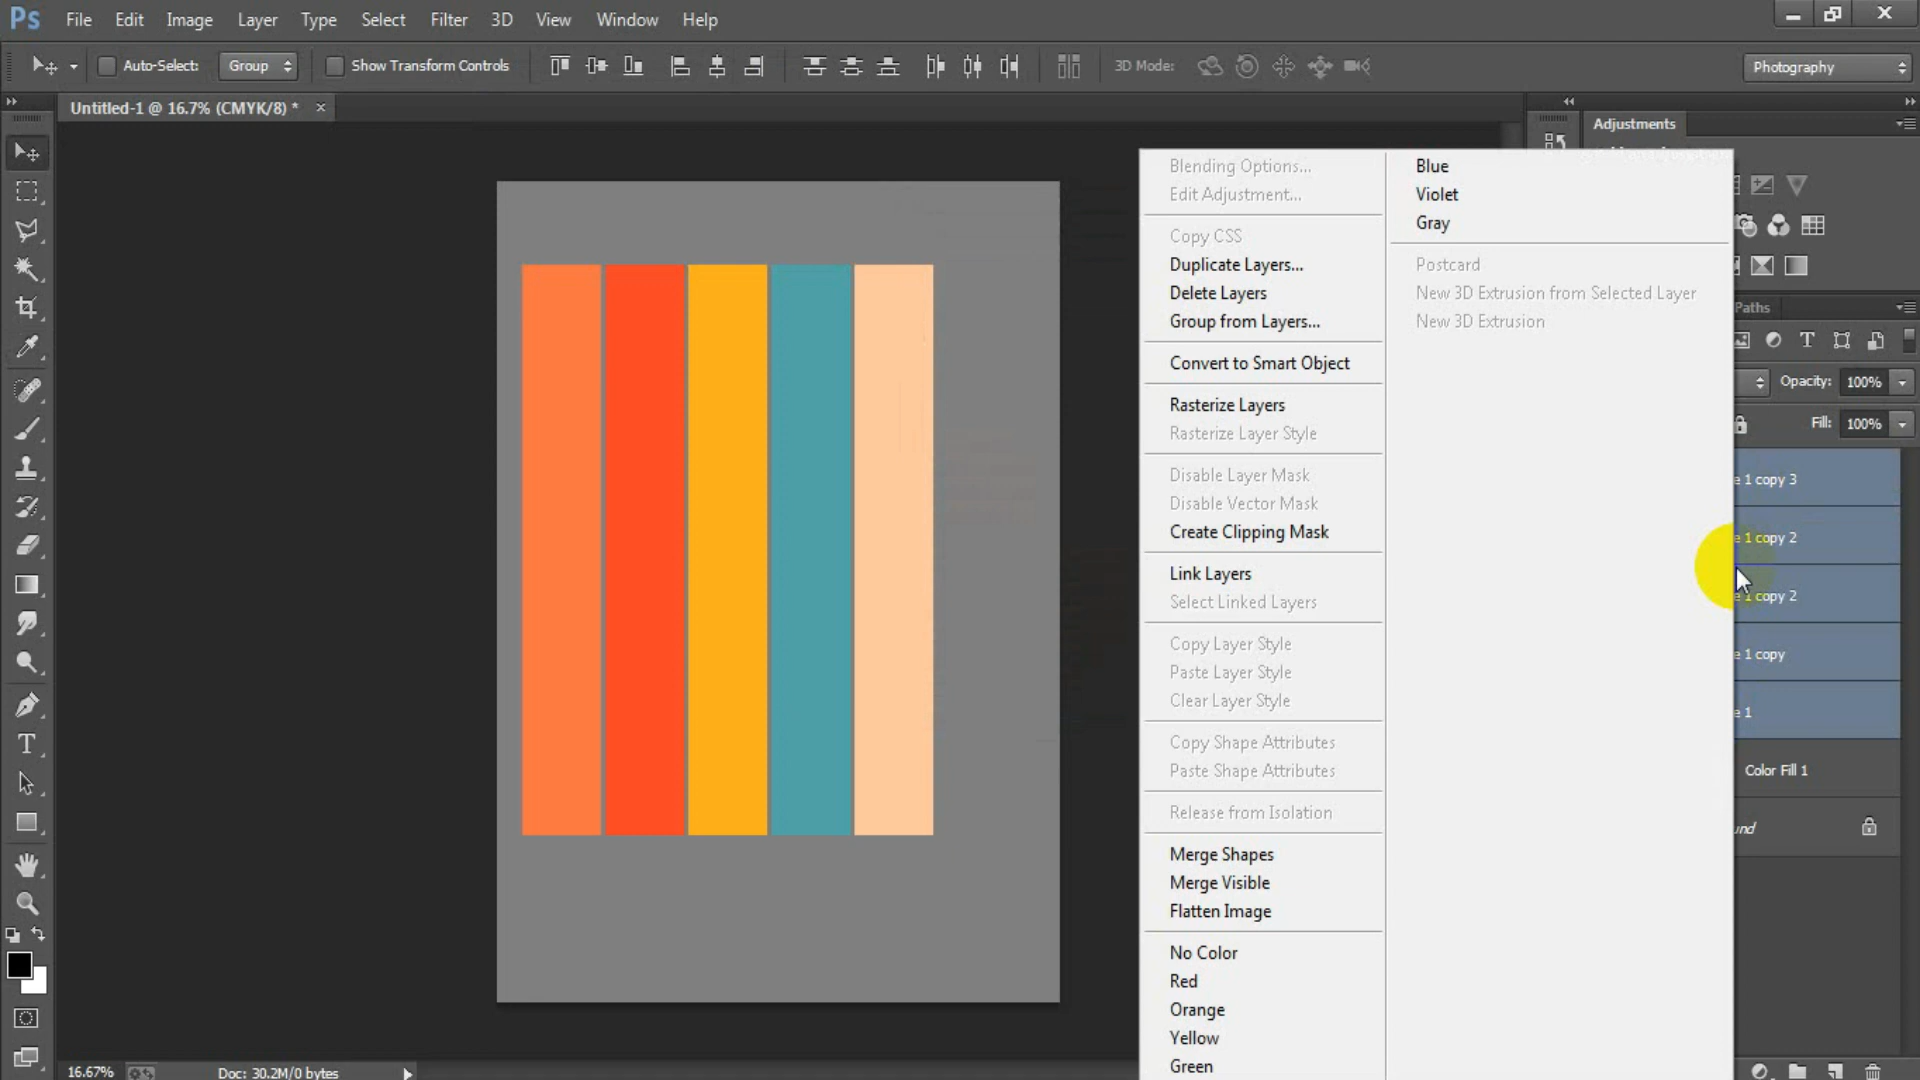 Ps File Edit Image Layer Type Select Filter 3D View Window Help
Auto-Select: Group Show Transform Controls 3D Mode: Photography
Untitled-1 @ 16.7% (CMYK/8) * ×
Adjustments
Blending Options...
Edit Adjustment...
Copy CSS
Duplicate Layers...
Delete Layers
Group from Layers...
Convert to Smart Object
Rasterize Layers
Rasterize Layer Style
Disable Layer Mask
Disable Vector Mask
Create Clipping Mask
Link Layers
Select Linked Layers
Copy Layer Style
Paste Layer Style
Clear Layer Style
Copy Shape Attributes
Paste Shape Attributes
Release from Isolation
Merge Shapes
Merge Visible
Flatten Image
No Color
Red
Orange
Yellow
Green
Blue
Violet
Gray
Postcard
New 3D Extrusion from Selected Layer
New 3D Extrusion
Paths
Opacity: 100%
Fill: 100%
e 1 copy 3
e 1 copy 2
e 1 copy 2
e 1 copy
e 1
Color Fill 1
und
16.67% Doc: 30.2M/0 bytes